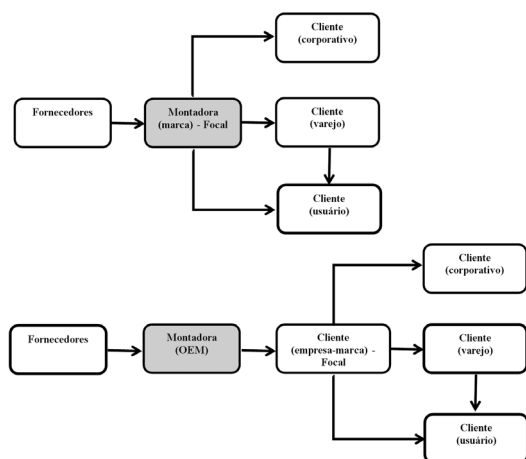 Cliente
(corporativo)
Fornecedores
Montadora
(marca) - Focal
Cliente
(varejo)
Cliente
(usuário)
Cliente
(corporativo)
Fornecedores
Montadora
(OEM)
Cliente
(empresa-marca) -
Focal
Cliente
(varejo)
Cliente
(usuário)